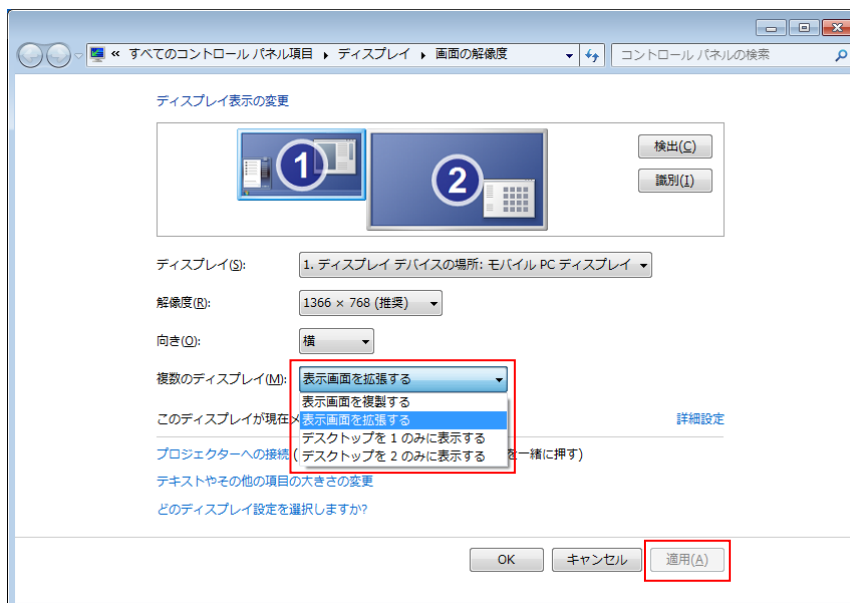 « すべてのコントロール パネル項目 ▸ ディスプレイ ▸ 画面の解像度
コントロール パネルの検索
ディスプレイ表示の変更
1
2
検出(C)
識別(I)
ディスプレイ(S):
1. ディスプレイ デバイスの場所: モバイル PC ディスプレイ
解像度(R):
1366 × 768 (推奨)
向き(O):
横
複数のディスプレイ(M):
表示画面を拡張する
表示画面を複製する
表示画面を拡張する
デスクトップを 1 のみに表示する
デスクトップを 2 のみに表示する
このディスプレイが現在メ
詳細設定
プロジェクターへの接続 (
を一緒に押す)
テキストやその他の項目の大きさの変更
どのディスプレイ設定を選択しますか?
OK
キャンセル
適用(A)